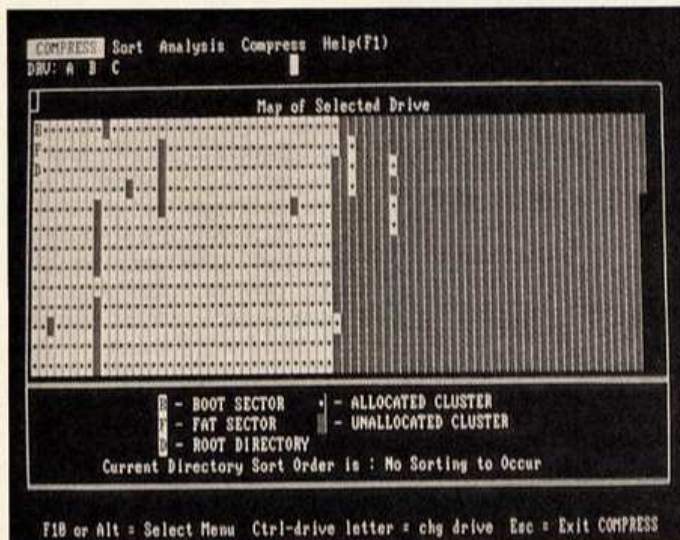 COMPRESS Sort Analysis Compress Help(F1)
DRV: A B C
Map of Selected Drive
B
F
D
B - BOOT SECTOR • - ALLOCATED CLUSTER
F - FAT SECTOR - UNALLOCATED CLUSTER
D - ROOT DIRECTORY
Current Directory Sort Order is : No Sorting to Occur
F10 or Alt = Select Menu Ctrl-drive letter = chg drive Esc = Exit COMPRESS